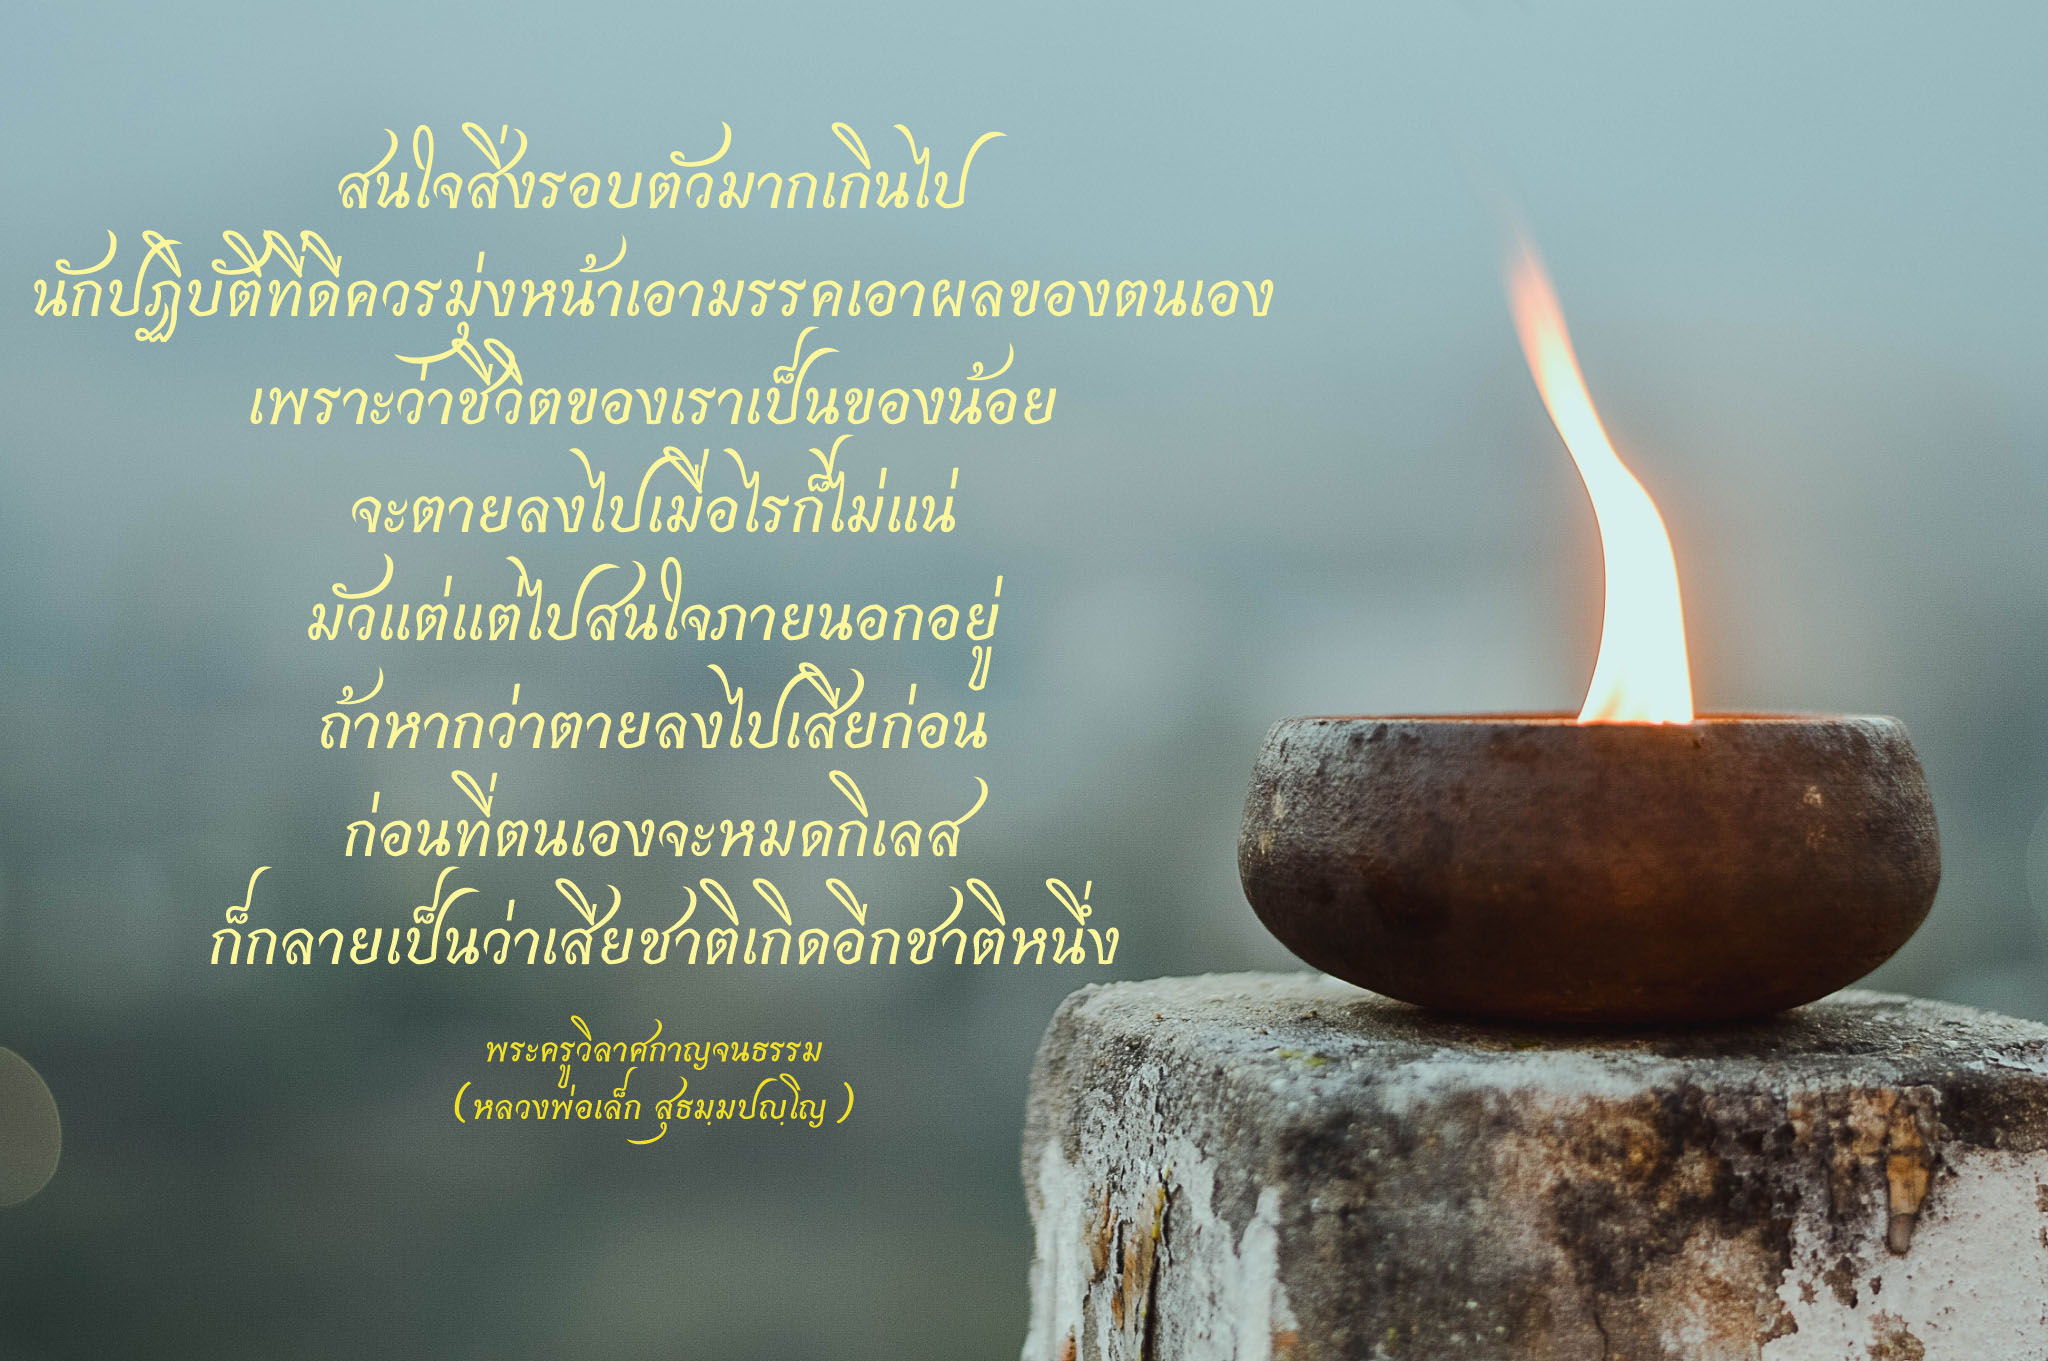 สนใจสิ่งรอบตัวมากเกินไป
นักปฏิบัติที่ดีควรมุ่งหน้าเอามรรคเอาผลของตนเอง
เพราะว่าชีวิตของเราเป็นของน้อย
จะตายลงไปเมื่อไรก็ไม่แน่
มัวแต่แต่ไปสนใจภายนอกอยู่
ถ้าหากว่าตายลงไปเสียก่อน
ก่อนที่ตนเองจะหมดกิเลส
ก็กลายเป็นว่าเสียชาติเกิดอีกชาติหนึ่ง
พระครูวิลาศกาญจนธรรม
(หลวงพ่อเล็ก สุธมฺมปญฺโญ )